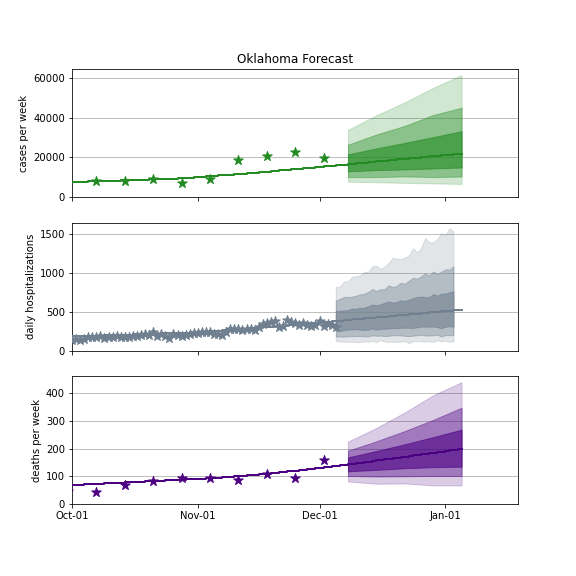 Oklahoma Forecast
60000
40000
20000
0
cases per week
1500
1000
500
0
daily hospitalizations
400
300
200
100
0
deaths per week
Oct-01 Nov-01 Dec-01 Jan-01